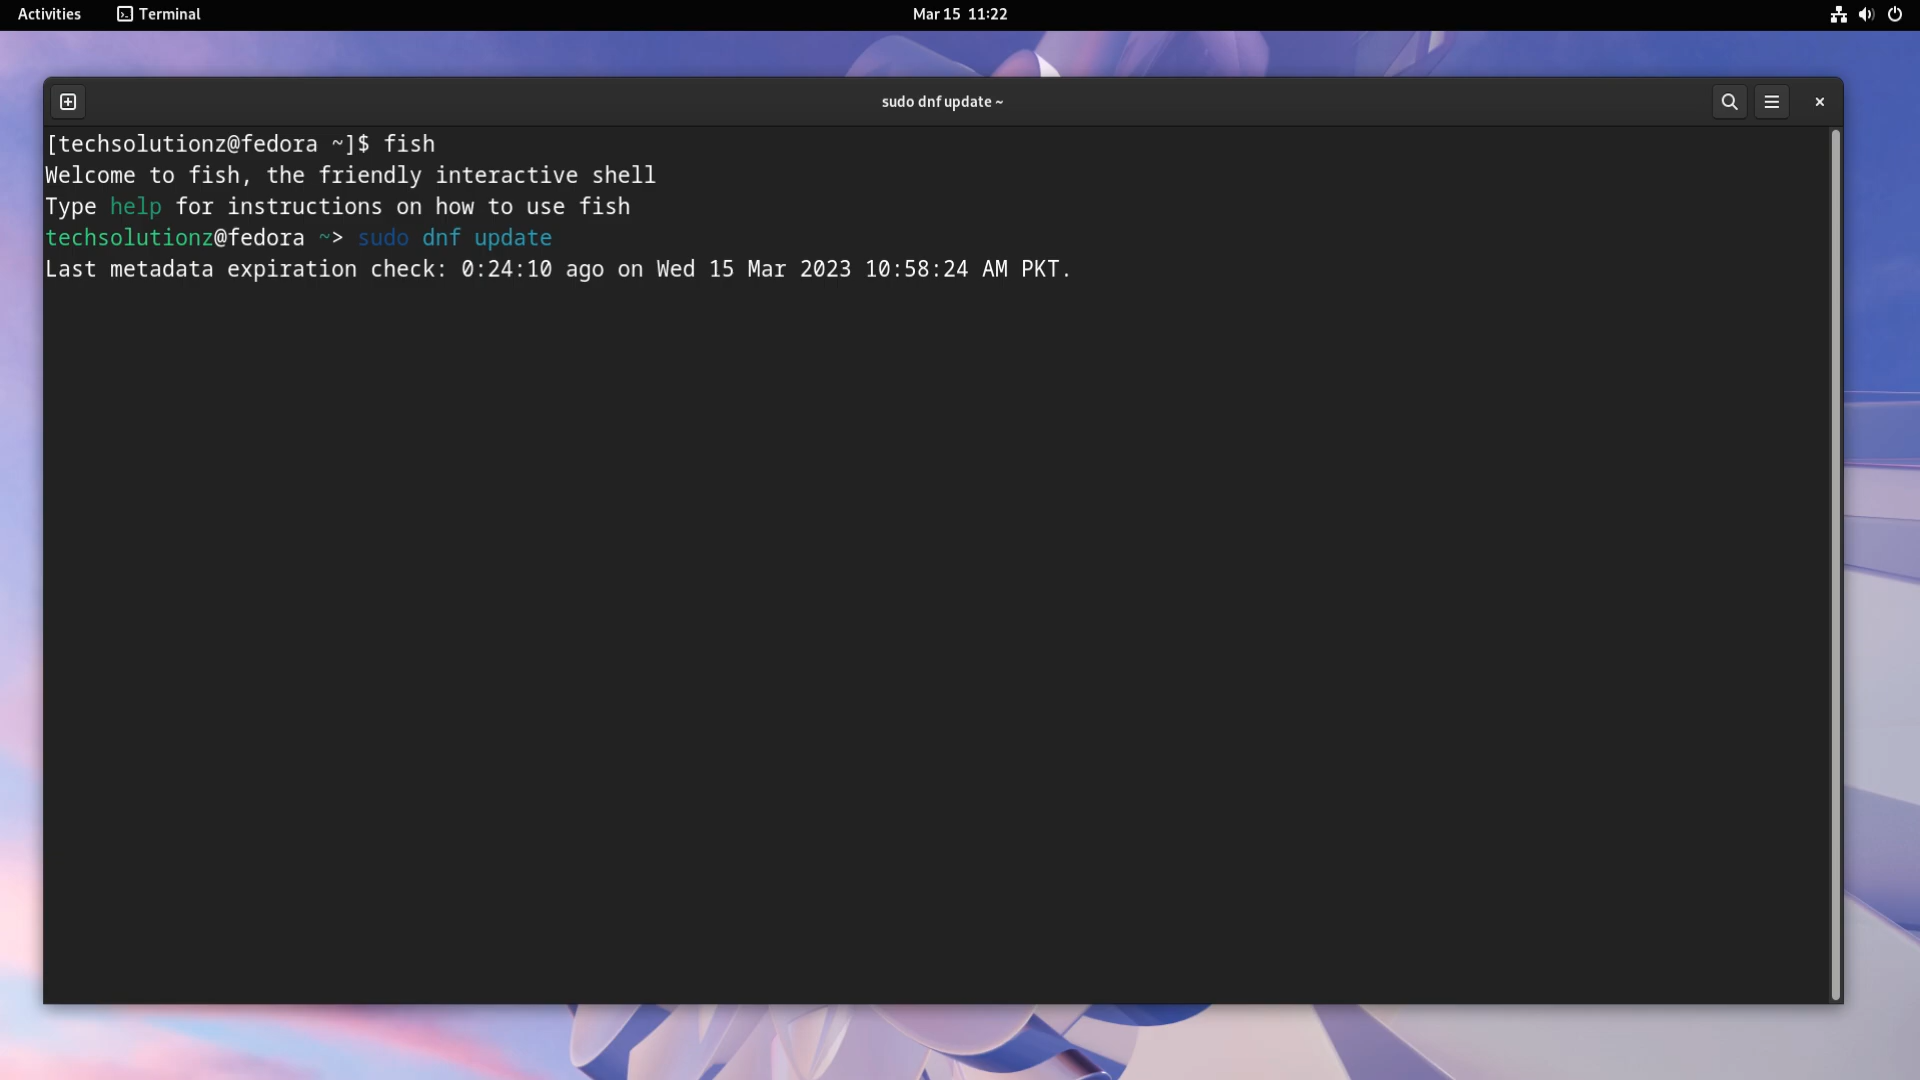 Activities Terminal Mar 15 11:22
sudo dnf update ~
[techsolutionz@fedora ~]$ fish
Welcome to fish, the friendly interactive shell
Type help for instructions on how to use fish
techsolutionz@fedora ~> sudo dnf update
Last metadata expiration check: 0:24:10 ago on Wed 15 Mar 2023 10:58:24 AM PKT.